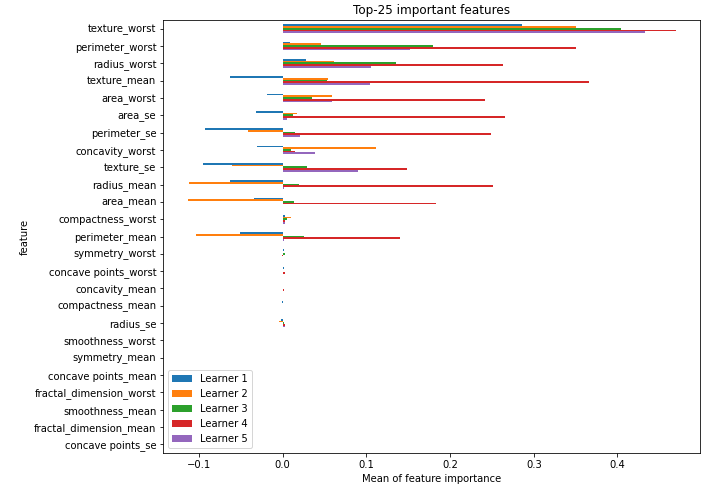 Top-25 important features
feature
texture_worst
perimeter_worst
radius_worst
texture_mean
area_worst
area_se
perimeter_se
concavity_worst
texture_se
radius_mean
area_mean
compactness_worst
perimeter_mean
symmetry_worst
concave points_worst
concavity_mean
compactness_mean
radius_se
smoothness_worst
symmetry_mean
concave points_mean
fractal_dimension_worst
smoothness_mean
fractal_dimension_mean
concave points_se
Learner 1
Learner 2
Learner 3
Learner 4
Learner 5
−0.1 0.0 0.1 0.2 0.3 0.4
Mean of feature importance